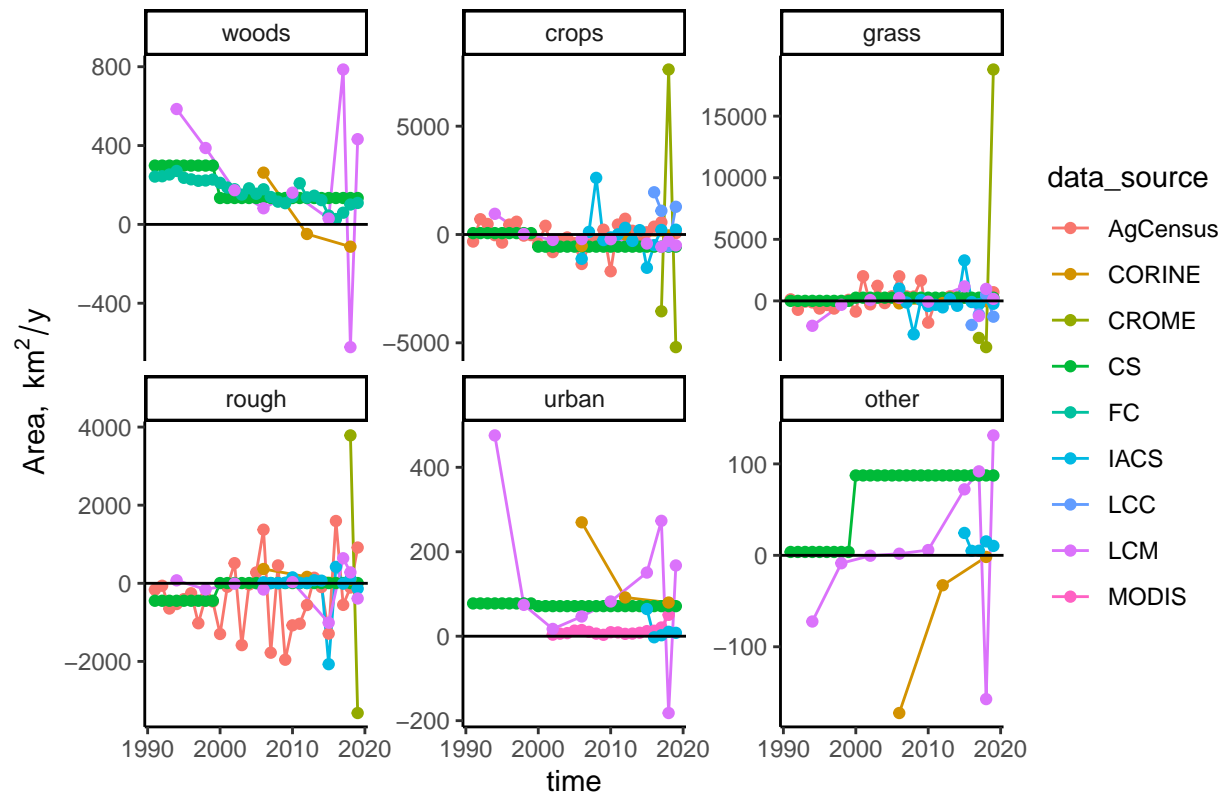 woods
crops
grass
800
400
0
−400
5000
0
−5000
15000
10000
5000
0
rough
urban
other
4000
2000
0
−2000
400
200
0
−200
100
0
−100
1990 2000 2010 2020
1990 2000 2010 2020
1990 2000 2010 2020
time
Area, km²/y
data_source
AgCensus
CORINE
CROME
CS
FC
IACS
LCC
LCM
MODIS